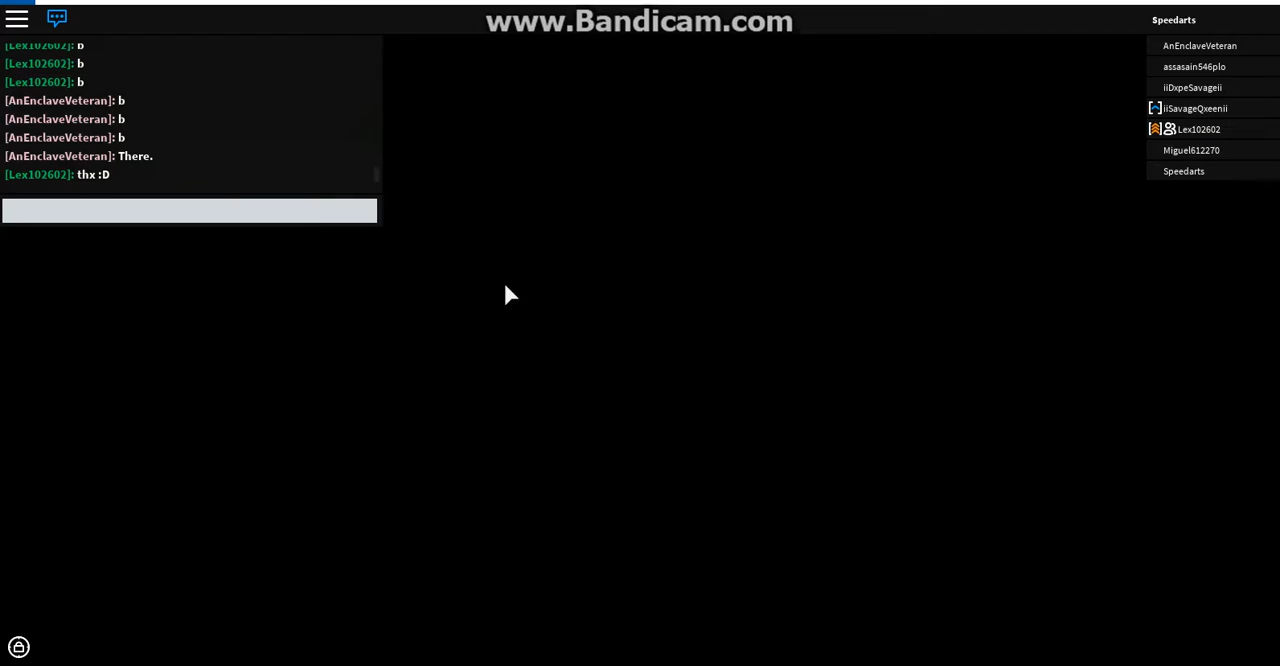 www.Bandicam.com
Speedarts
[Lex102602]: b
[Lex102602]: b
[Lex102602]: b
[AnEnclaveVeteran]: b
[AnEnclaveVeteran]: b
[AnEnclaveVeteran]: b
[AnEnclaveVeteran]: There.
[Lex102602]: thx :D
AnEnclaveVeteran
assasain546plo
iiDxpeSavageii
iiSavageQxeenii
Lex102602
Miguel612270
Speedarts